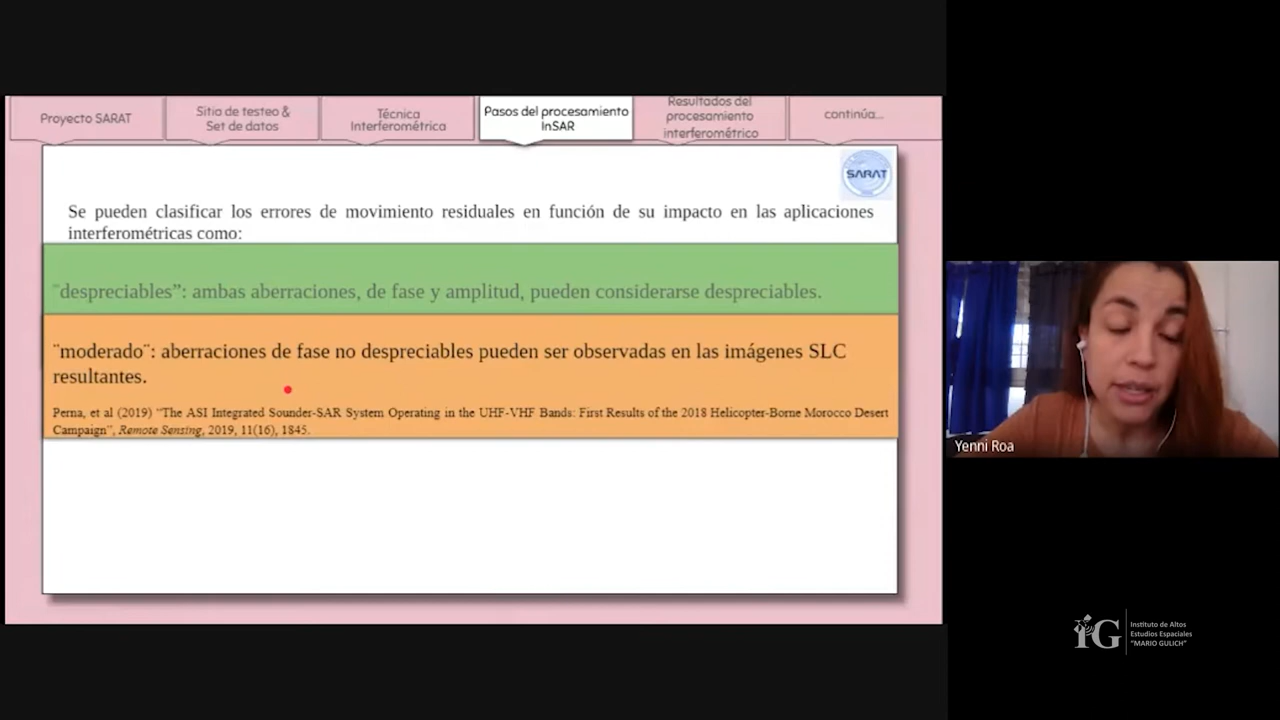 Proyecto SARAT
Sitia de testeo &
Set de datos
Técnica
Interferométrica
Pasos del procesamiento
InSAR
Resultados del
procesamiento
interferométrico
continúa...
SARAT
Se pueden clasificar los errores de movimiento residuales en función de su impacto en las aplicaciones
interferométricas como:
¨despreciables”: ambas aberraciones, de fase y amplitud, pueden considerarse despreciables.
¨moderado¨: aberraciones de fase no despreciables pueden ser observadas en las imágenes SLC
resultantes.
Perna, et al (2019) “The ASI Integrated Sounder-SAR System Operating in the UHF-VHF Bands: First Results of the 2018 Helicopter-Borne Morocco Desert
Campaign”, Remote Sensing, 2019, 11(16), 1845.
Yenni Roa
iG
Instituto de Altos
Estudios Espaciales
"MARIO GULICH"